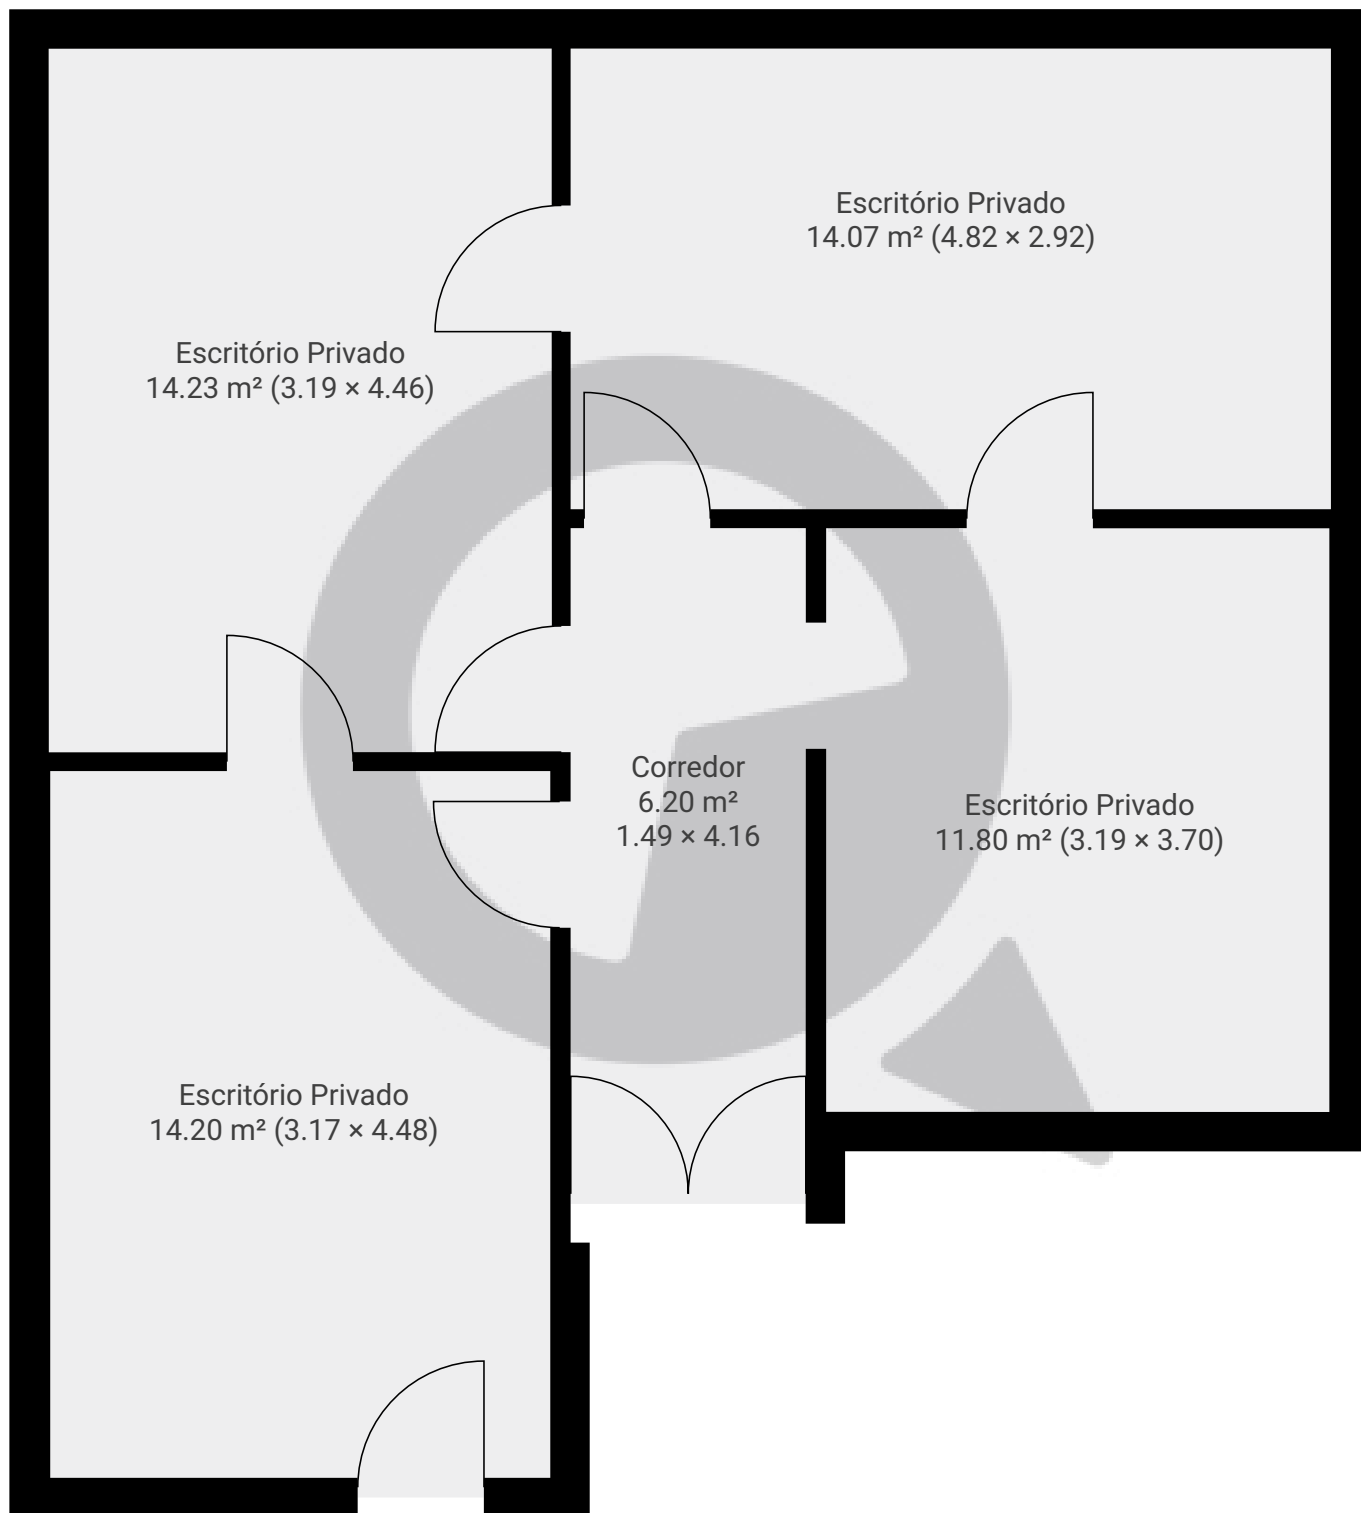 Escritório Privado
14.07 m² (4.82 × 2.92)
Escritório Privado
14.23 m² (3.19 × 4.46)
Corredor
6.20 m²
1.49 × 4.16
Escritório Privado
11.80 m² (3.19 × 3.70)
Escritório Privado
14.20 m² (3.17 × 4.48)